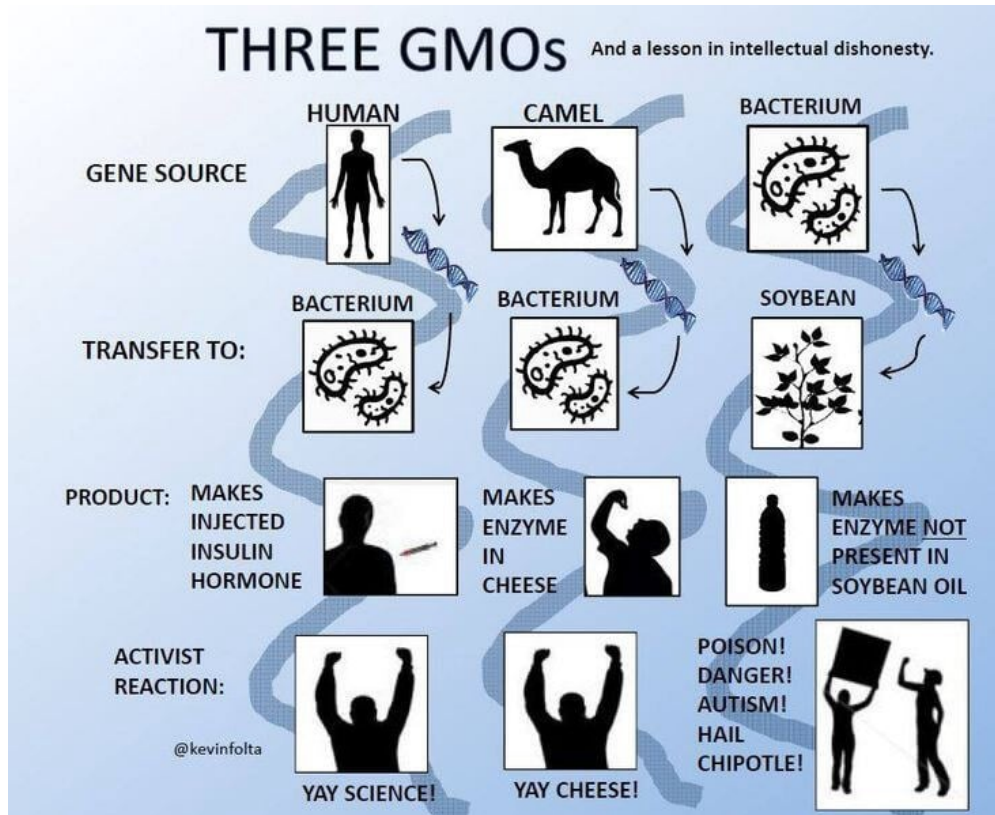 THREE GMOs And a lesson in intellectual dishonesty.
HUMAN CAMEL BACTERIUM
GENE SOURCE
BACTERIUM BACTERIUM SOYBEAN
TRANSFER TO:
PRODUCT:
MAKES
INJECTED
INSULIN
HORMONE
MAKES
ENZYME
IN
CHEESE
MAKES
ENZYME NOT
PRESENT IN
SOYBEAN OIL
ACTIVIST
REACTION:
YAY SCIENCE!
YAY CHEESE!
POISON!
DANGER!
AUTISM!
HAIL
CHIPOTLE!
@kevinfolta